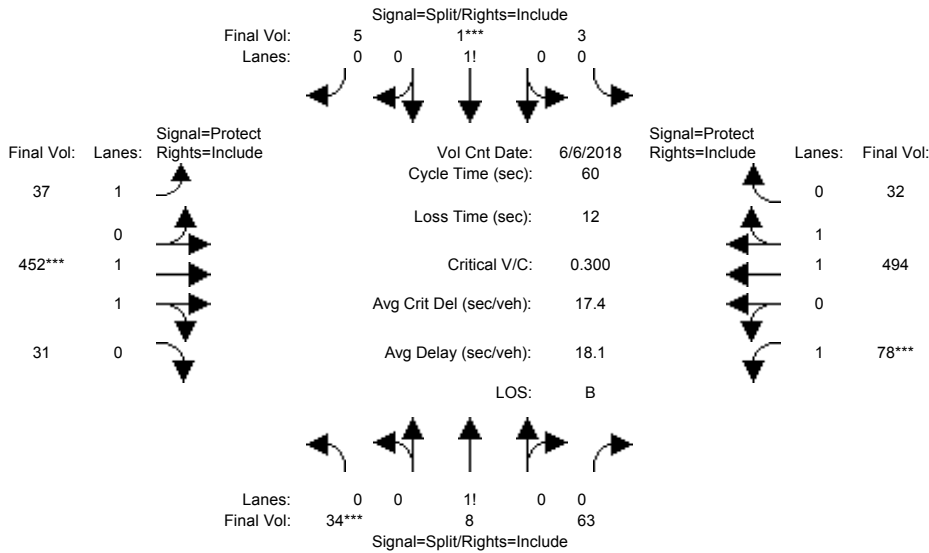 Signal=Split/Rights=Include
Final Vol: 5 1*** 3
Lanes: 0 0 1! 0 0
Signal=Protect Signal=Protect
Final Vol: Lanes: Rights=Include Vol Cnt Date: 6/6/2018 Rights=Include Lanes: Final Vol:
Cycle Time (sec): 60
37 1 0 32
Loss Time (sec): 12
0 1
452*** 1 Critical V/C: 0.300 1 494
1 Avg Crit Del (sec/veh): 17.4 0
31 0 Avg Delay (sec/veh): 18.1 1 78***
LOS: B
Lanes: 0 0 1! 0 0
Final Vol: 34*** 8 63
Signal=Split/Rights=Include